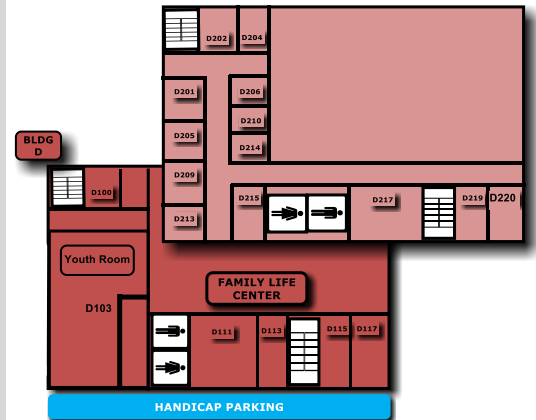 D202
D204
D201
D206
D210
D205
D214
D209
D213
D215
D217
D219
D220
BLDG
D
D100
Youth Room
D103
FAMILY LIFE
CENTER
D111
D113
D115
D117
HANDICAP PARKING